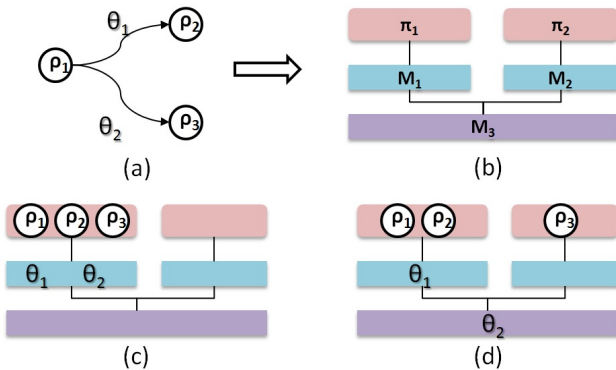 θ₁ ρ₂
ρ₁
θ₂ ρ₃
(a)
π₁ π₂
M₁ M₂
M₃
(b)
ρ₁ ρ₂ ρ₃
θ₁ θ₂
(c)
ρ₁ ρ₂ ρ₃
θ₁
θ₂
(d)